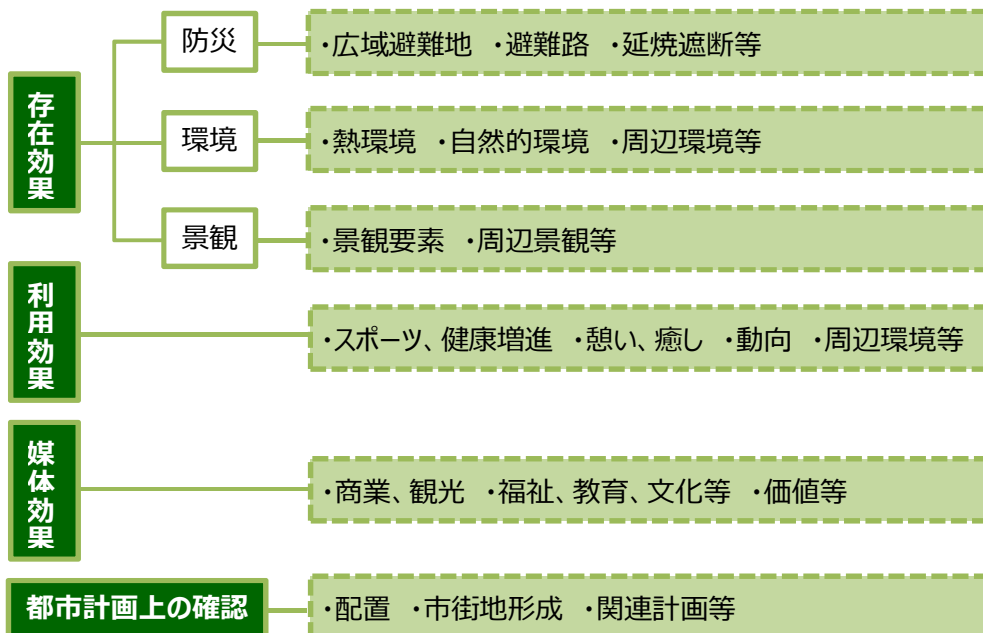 存在効果
防災
・広域避難地 ・避難路 ・延焼遮断等
環境
・熱環境 ・自然的環境 ・周辺環境等
景観
・景観要素 ・周辺景観等
利用効果
・スポーツ、健康増進 ・憩い、癒し ・動向 ・周辺環境等
媒体効果
・商業、観光 ・福祉、教育、文化等 ・価値等
都市計画上の確認
・配置 ・市街地形成 ・関連計画等